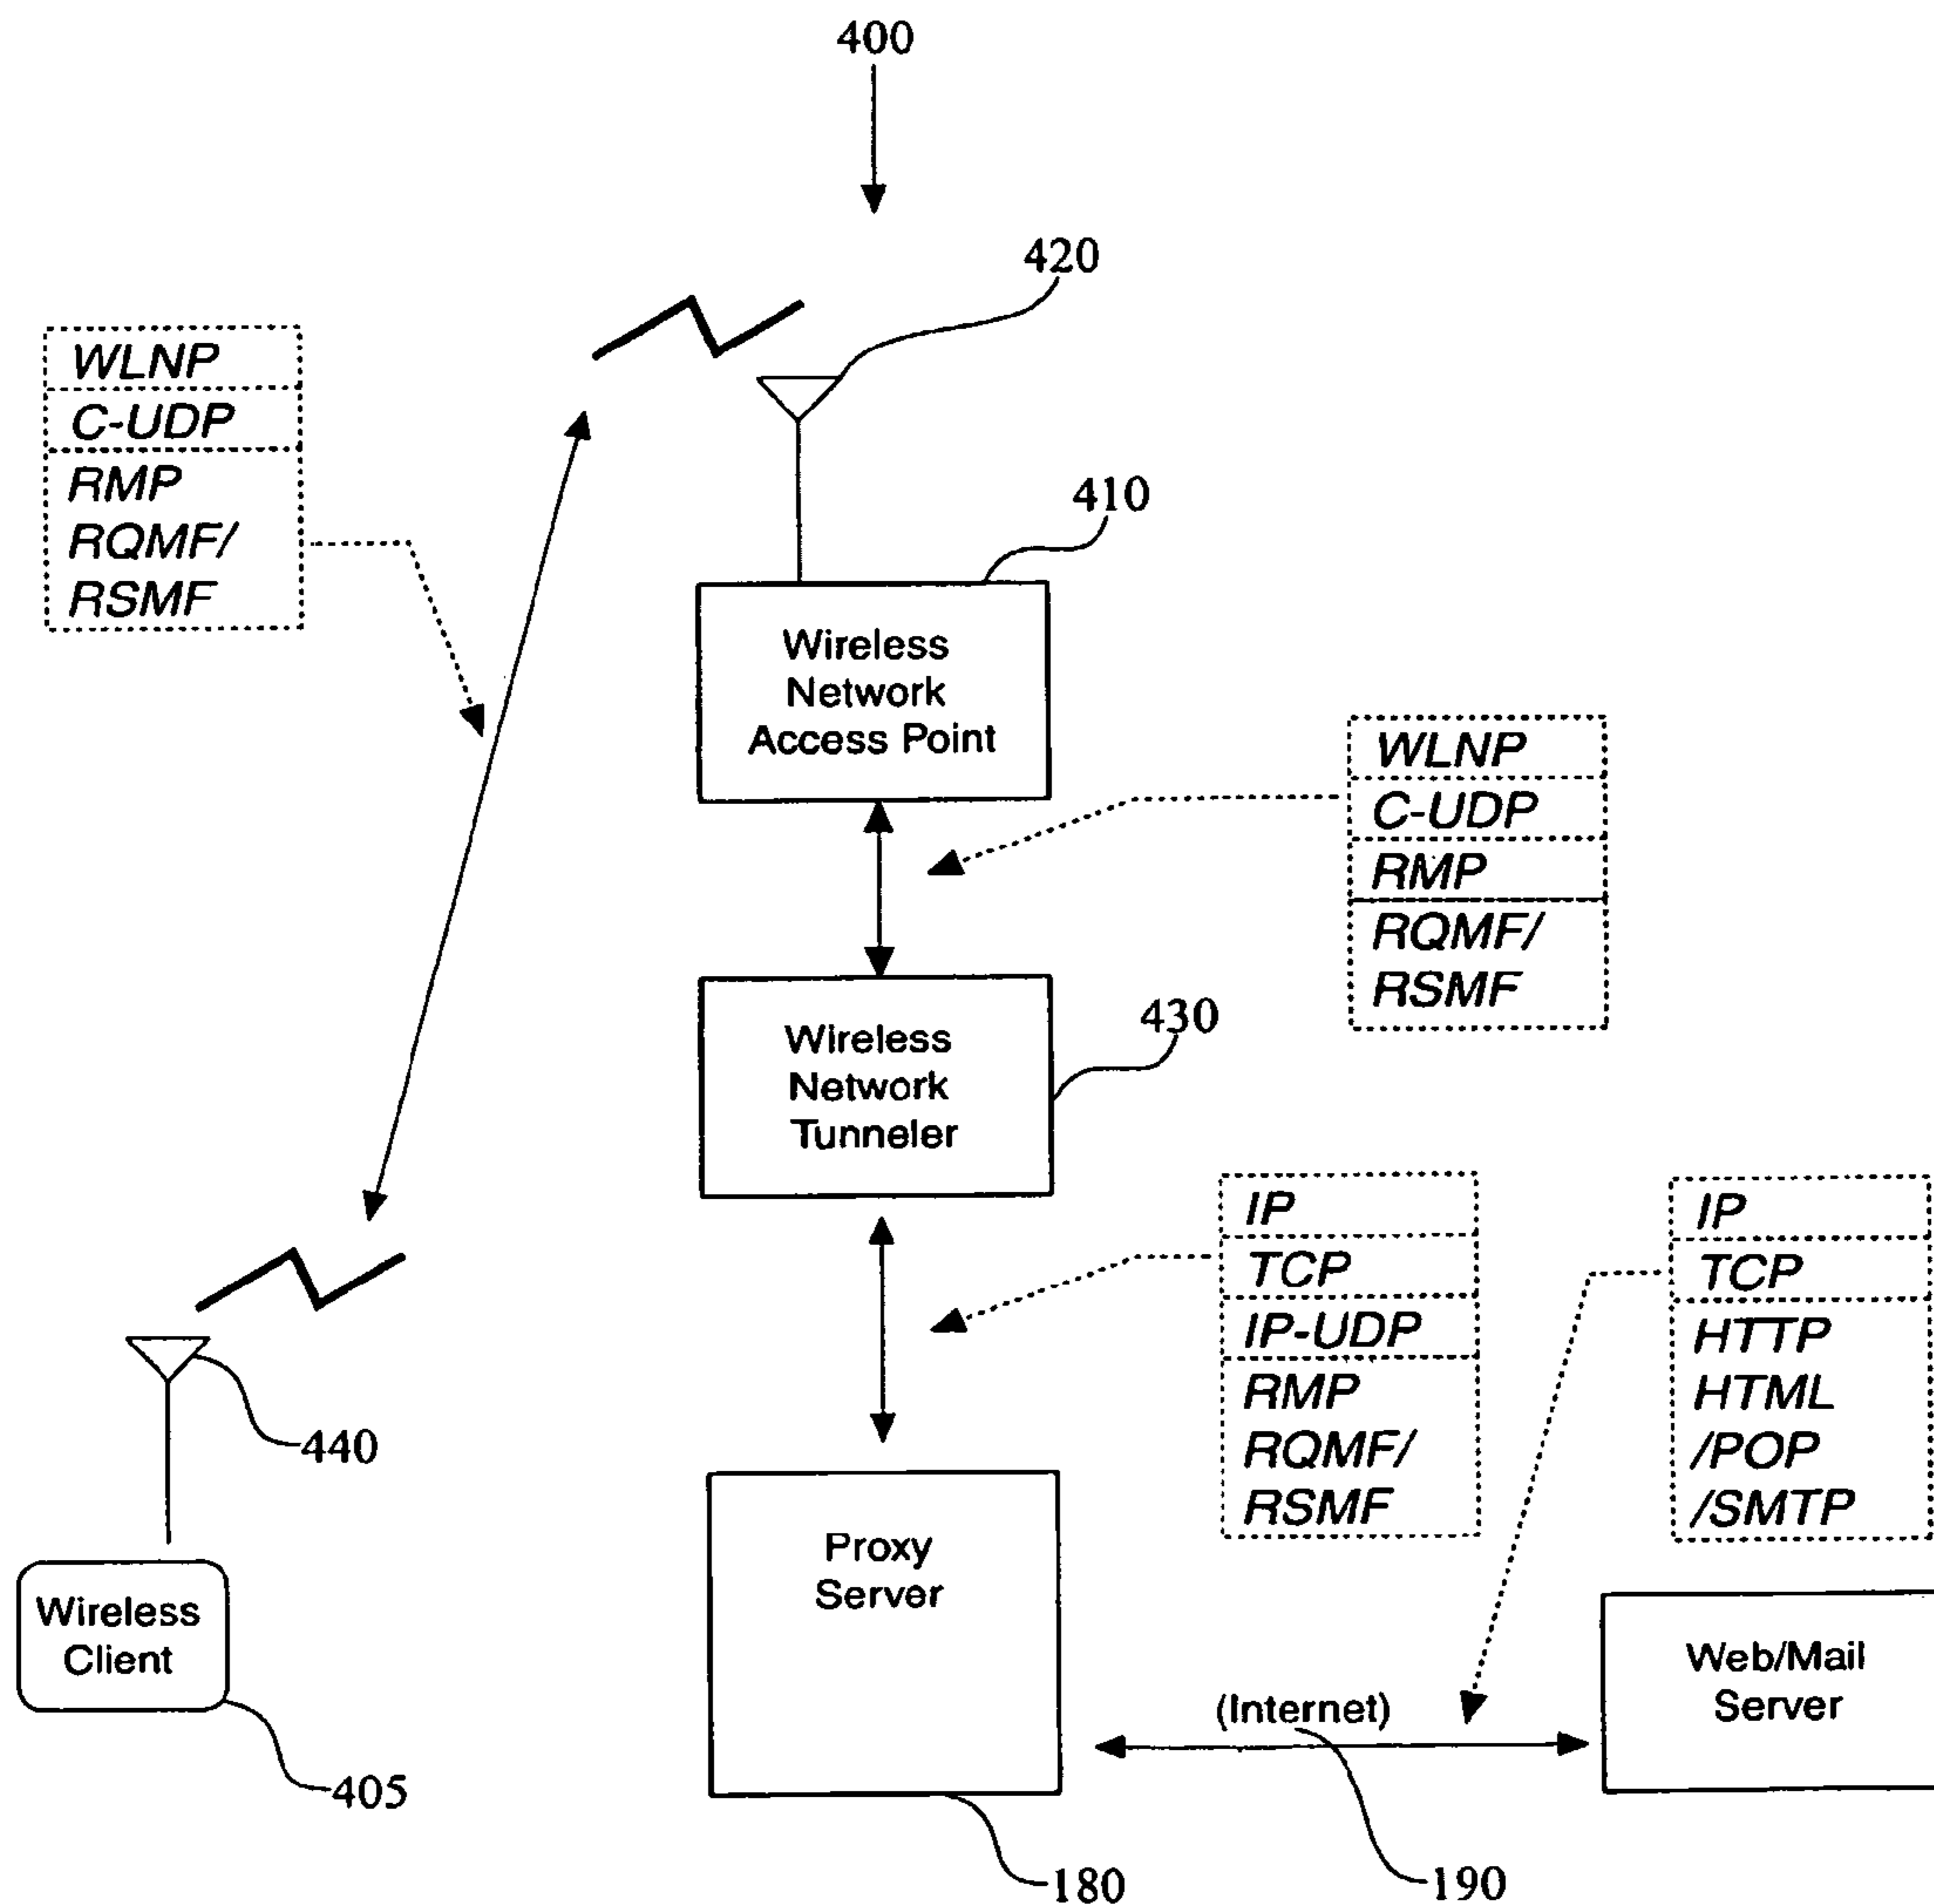 400
420
WLNP
C-UDP
RMP
RQMF/
RSMF
410
Wireless
Network
Access Point
WLNP
C-UDP
RMP
RQMF/
RSMF
430
Wireless
Network
Tunneler
IP
TCP
IP-UDP
RMP
RQMF/
RSMF
IP
TCP
HTTP
HTML
/POP
/SMTP
440
Wireless
Client
405
Proxy
Server
180
(Internet)
190
Web/Mail
Server